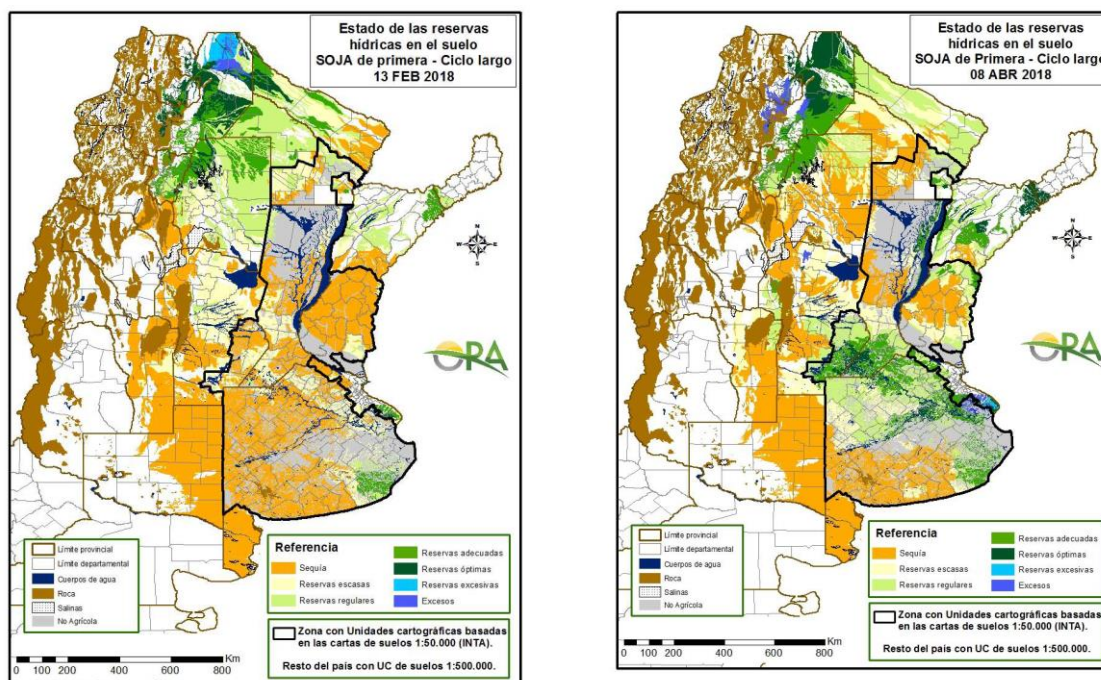 Estado de las reservas
hídricas en el suelo
SOJA de primera - Ciclo largo
13 FEB 2018
N
W E
S
ORA
Límite provincial
Límite departamental
Cuerpos de agua
Roca
Salinas
No Agrícola
Referencia
Sequía
Reservas escasas
Reservas regulares
Reservas adecuadas
Reservas óptimas
Reservas excesivas
Excesos
Zona con Unidades cartográficas basadas
en las cartas de suelos 1:50.000 (INTA).
Resto del país con UC de suelos 1:500.000.
Km
0 100 200 400 600 800
Estado de las reservas
hídricas en el suelo
SOJA de Primera - Ciclo largo
08 ABR 2018
N
W E
S
ORA
Límite provincial
Límite departamental
Cuerpos de agua
Roca
Salinas
No Agrícola
Referencia
Sequía
Reservas escasas
Reservas regulares
Reservas adecuadas
Reservas óptimas
Reservas excesivas
Excesos
Zona con Unidades cartográficas basadas
en las cartas de suelos 1:50.000 (INTA).
Resto del país con UC de suelos 1:500.000.
Km
0 100 200 400 600 800